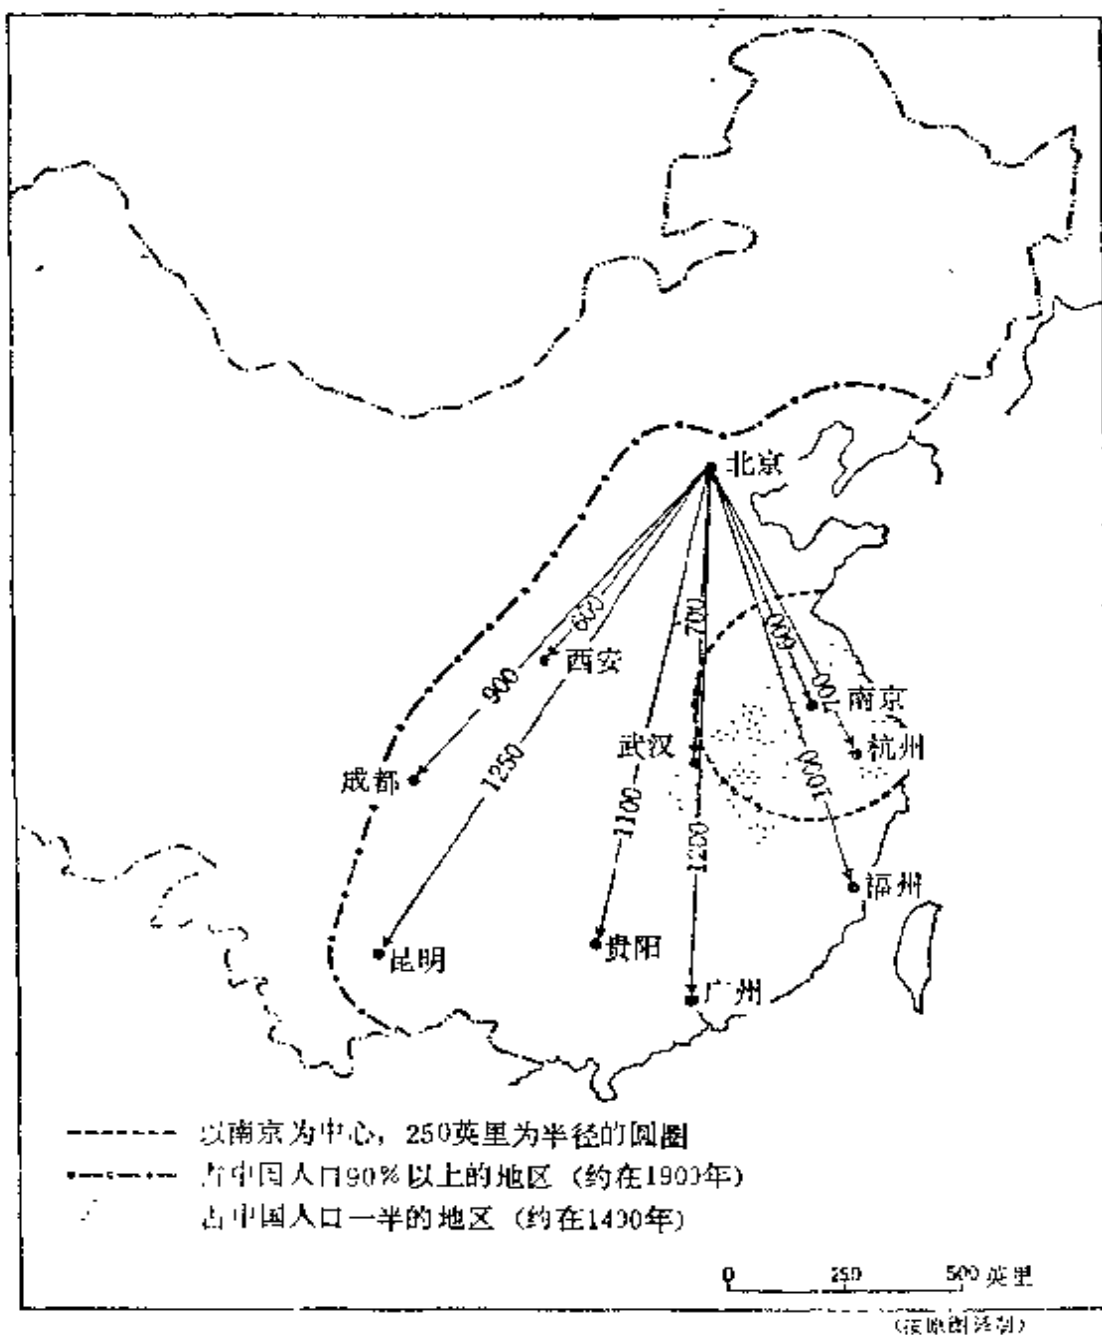 北京
600
700
600
西安
900
700
南京
武汉
杭州
成都
1250
1100
1000
1200
福州
昆明
贵阳
广州
以南京为中心，250英里为半径的圆圈
占中国人口90%以上的地区（约在1900年）
占中国人口一半的地区（约在1400年）
0 250 500 英里